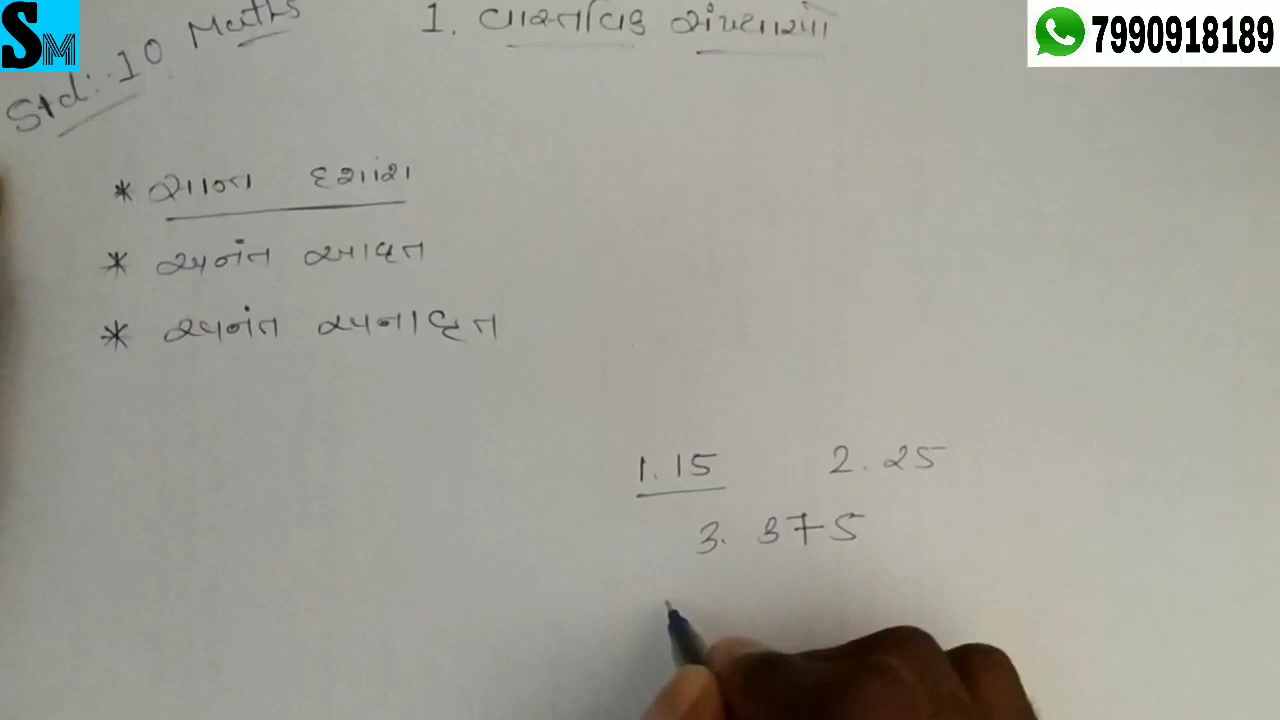 SM
Std:-10 Maths
1. વાસ્તવિક સંખ્યાઓ
7990918189
* સાન્ત દશાંશ
* અનંત આવૃત
* અનંત અનાવૃત
1.15 2.25
3. 375